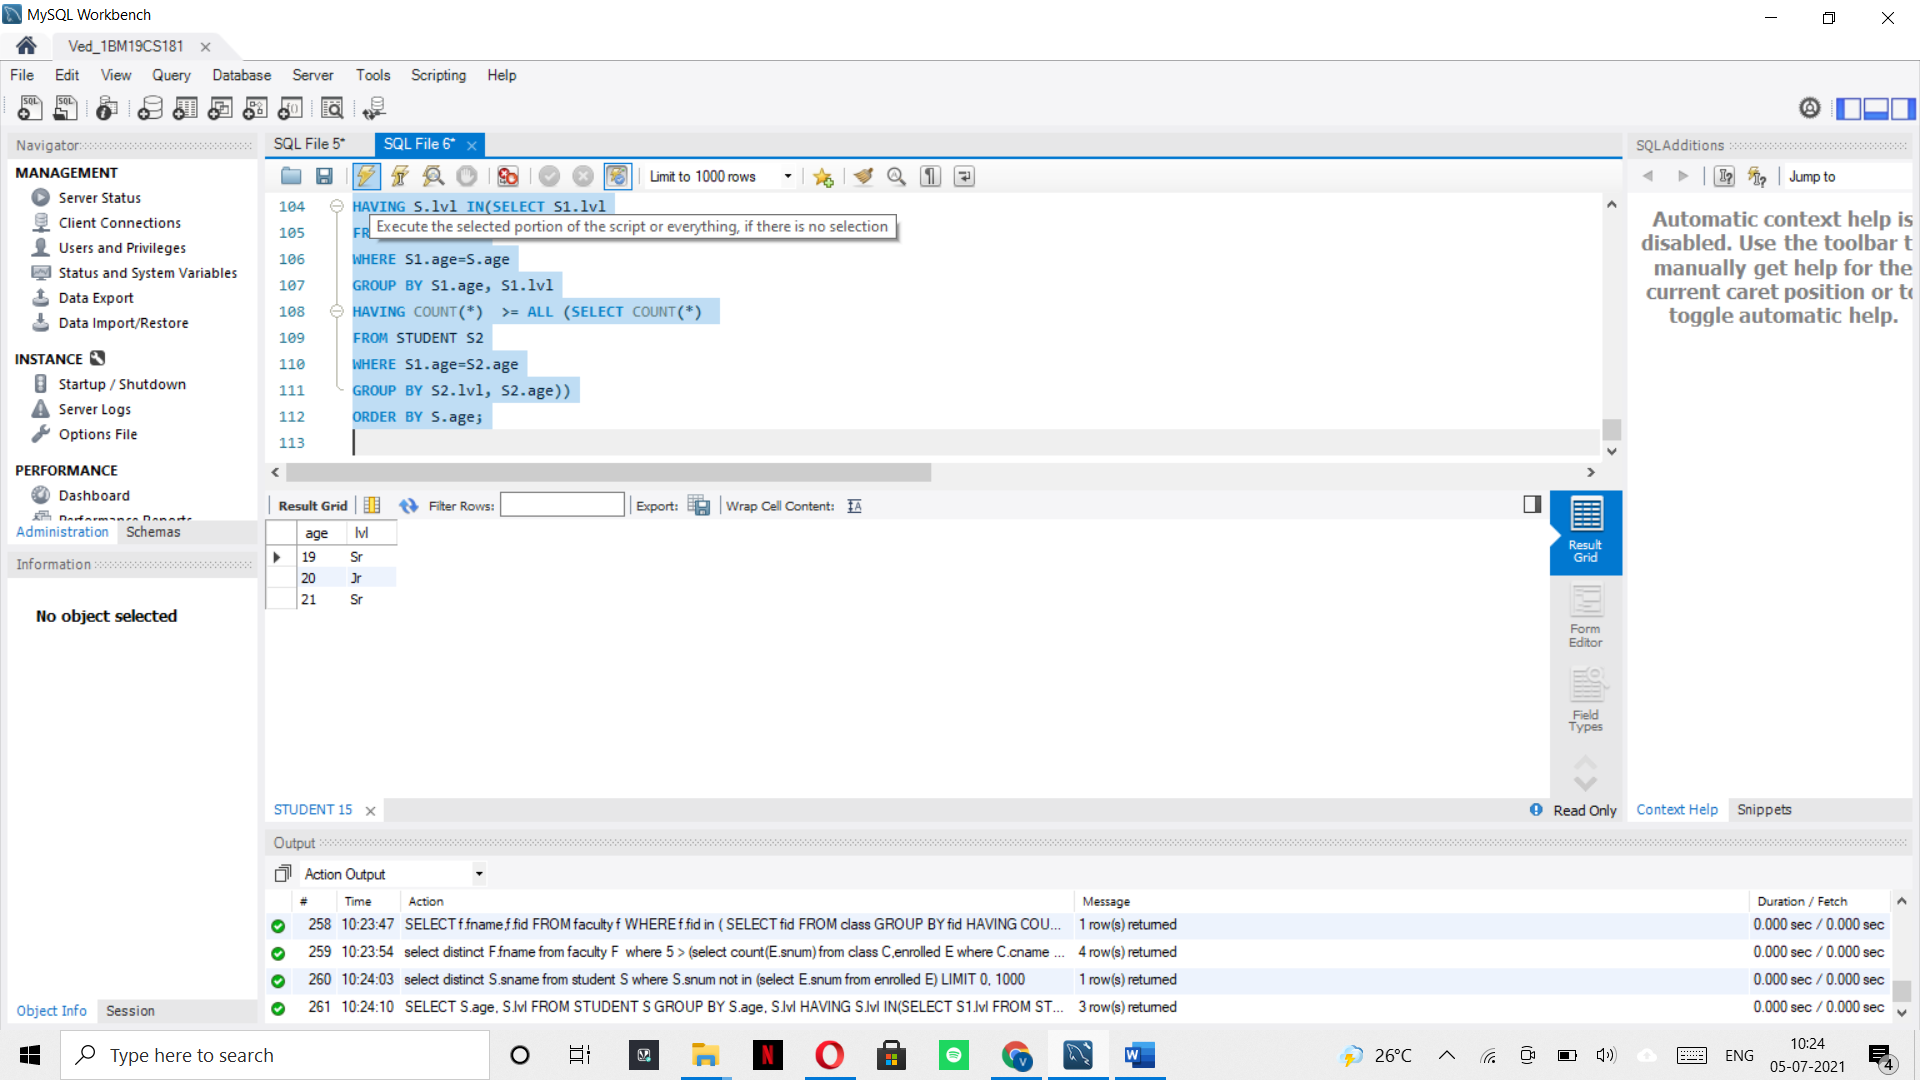 MySQL Workbench
Ved_1BM19CS181
File Edit View Query Database Server Tools Scripting Help
Navigator
MANAGEMENT
Server Status
Client Connections
Users and Privileges
Status and System Variables
Data Export
Data Import/Restore
INSTANCE
Startup / Shutdown
Server Logs
Options File
PERFORMANCE
Dashboard
Performance Reports
Administration Schemas
Information
No object selected
Object Info Session
SQL File 5* SQL File 6*
Limit to 1000 rows
104 HAVING S.lvl IN(SELECT S1.lvl
Execute the selected portion of the script or everything, if there is no selection
105 FR
106 WHERE S1.age=S.age
107 GROUP BY S1.age, S1.lvl
108 HAVING COUNT(*)  >= ALL (SELECT COUNT(*)
109 FROM STUDENT S2
110 WHERE S1.age=S2.age
111 GROUP BY S2.lvl, S2.age))
112 ORDER BY S.age;
113
Result Grid Filter Rows: Export: Wrap Cell Content:
age lvl
19 Sr
20 Jr
21 Sr
Result Grid
Form Editor
Field Types
STUDENT 15
Read Only
SQLAdditions
Jump to
Automatic context help is
disabled. Use the toolbar t
manually get help for the
current caret position or to
toggle automatic help.
Context Help Snippets
Output
Action Output
# Time Action Message Duration / Fetch
258 10:23:47 SELECT f.fname,f.fid FROM faculty f WHERE f.fid in ( SELECT fid FROM class GROUP BY fid HAVING COU... 1 row(s) returned 0.000 sec / 0.000 sec
259 10:23:54 select distinct F.fname from faculty F  where 5 > (select count(E.snum) from class C,enrolled E where C.cname ... 4 row(s) returned 0.000 sec / 0.000 sec
260 10:24:03 select distinct S.sname from student S where S.snum not in (select E.snum from enrolled E) LIMIT 0, 1000 1 row(s) returned 0.000 sec / 0.000 sec
261 10:24:10 SELECT S.age, S.lvl FROM STUDENT S GROUP BY S.age, S.lvl HAVING S.lvl IN(SELECT S1.lvl FROM ST... 3 row(s) returned 0.000 sec / 0.000 sec
Type here to search
26°C
ENG
10:24
05-07-2021
4